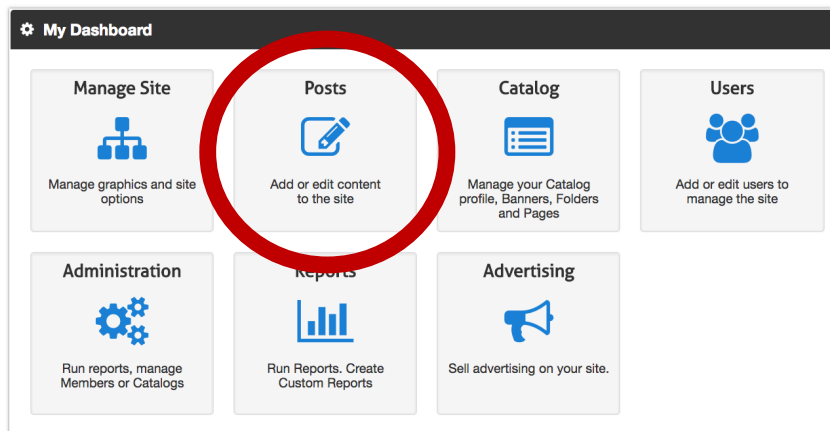 My Dashboard
Manage Site
Manage graphics and site
options
Posts
Add or edit content
to the site
Catalog
Manage your Catalog
profile, Banners, Folders
and Pages
Users
Add or edit users to
manage the site
Administration
Run reports, manage
Members or Catalogs
Reports
Run Reports. Create
Custom Reports
Advertising
Sell advertising on your site.